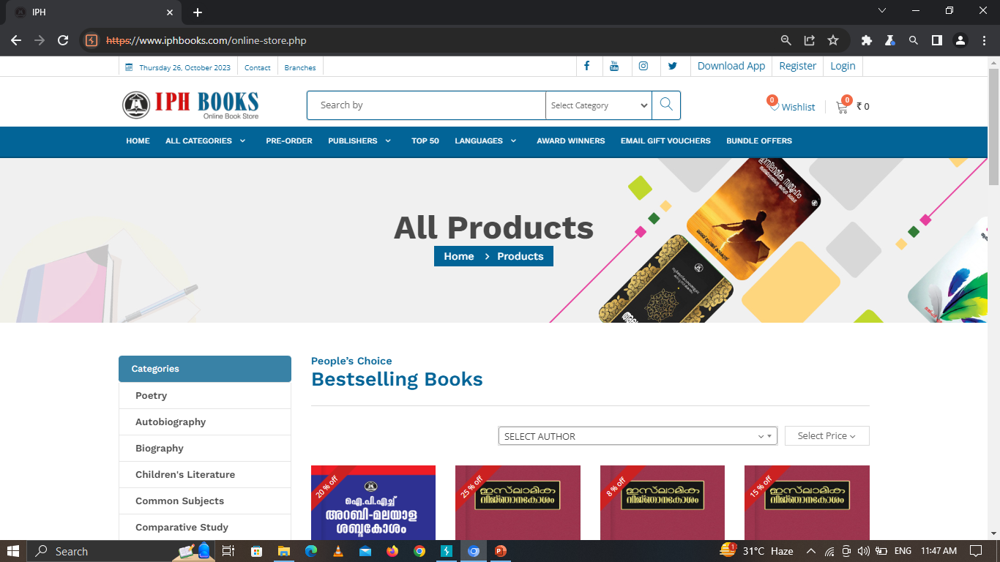 IPH
https://www.iphbooks.com/online-store.php
Thursday 26, October 2023
Contact
Branches
Download App
Register
Login
IPH BOOKS
Online Book Store
Search by
Select Category
0
Wishlist
0
₹ 0
HOME
ALL CATEGORIES
PRE-ORDER
PUBLISHERS
TOP 50
LANGUAGES
AWARD WINNERS
EMAIL GIFT VOUCHERS
BUNDLE OFFERS
All Products
Home > Products
Categories
Poetry
Autobiography
Biography
Children's Literature
Common Subjects
Comparative Study
People's Choice
Bestselling Books
SELECT AUTHOR
Select Price
20 % off
ഐ.പി.എച്ച്
അറബി-മലയാള
ശബ്ദകോശം
25 % off
ഇസ്‌ലാമിക
വിജ്ഞാനകോശം
8 % off
ഇസ്‌ലാമിക
വിജ്ഞാനകോശം
15 % off
ഇസ്‌ലാമിക
വിജ്ഞാനകോശം
Search
31°C Haze
ENG
11:47 AM